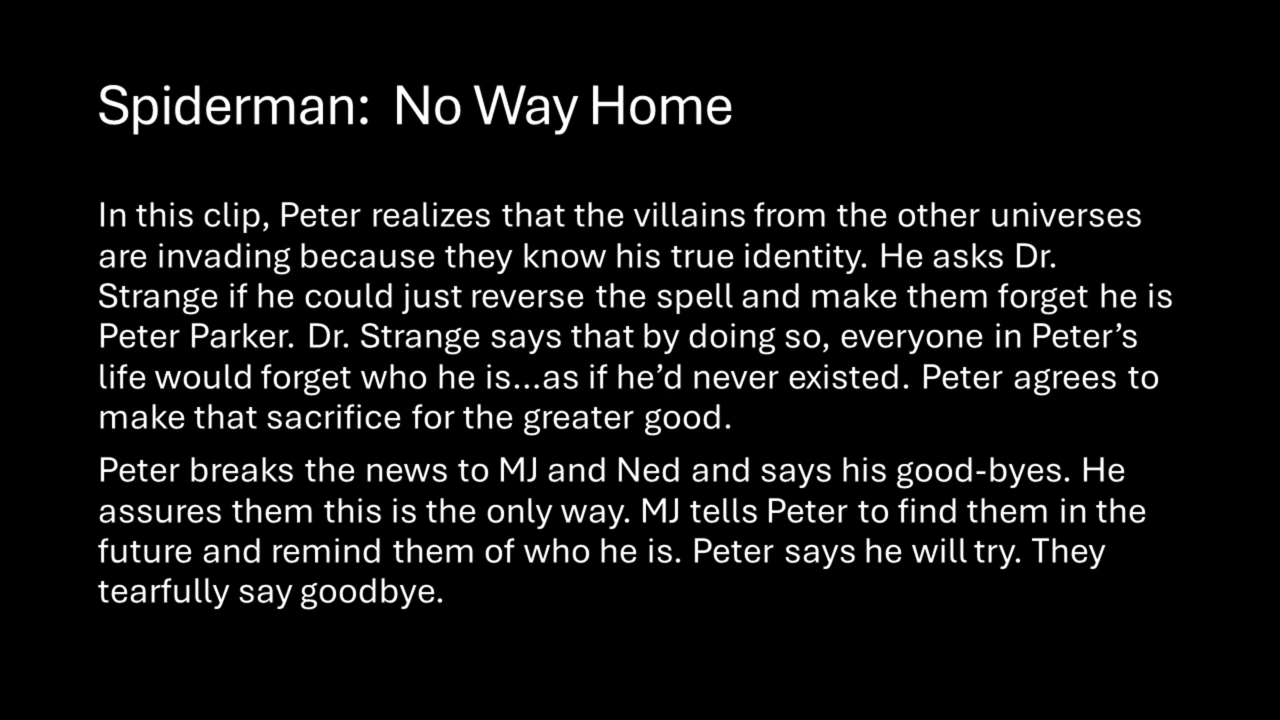 Spiderman: No Way Home
In this clip, Peter realizes that the villains from the other universes
are invading because they know his true identity. He asks Dr.
Strange if he could just reverse the spell and make them forget he is
Peter Parker. Dr. Strange says that by doing so, everyone in Peter’s
life would forget who he is…as if he’d never existed. Peter agrees to
make that sacrifice for the greater good.
Peter breaks the news to MJ and Ned and says his good-byes. He
assures them this is the only way. MJ tells Peter to find them in the
future and remind them of who he is. Peter says he will try. They
tearfully say goodbye.